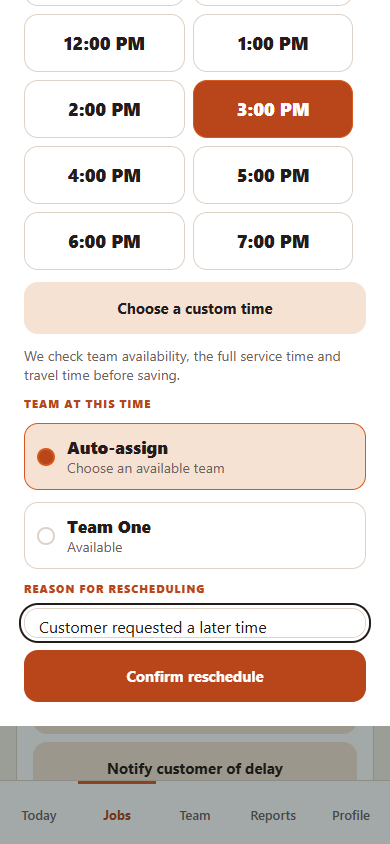 12:00 PM
1:00 PM
2:00 PM
3:00 PM
4:00 PM
5:00 PM
6:00 PM
7:00 PM
Choose a custom time
We check team availability, the full service time and
travel time before saving.
TEAM AT THIS TIME
Auto-assign
Choose an available team
Team One
Available
REASON FOR RESCHEDULING
Customer requested a later time
Confirm reschedule
Notify customer of delay
Today
Jobs
Team
Reports
Profile